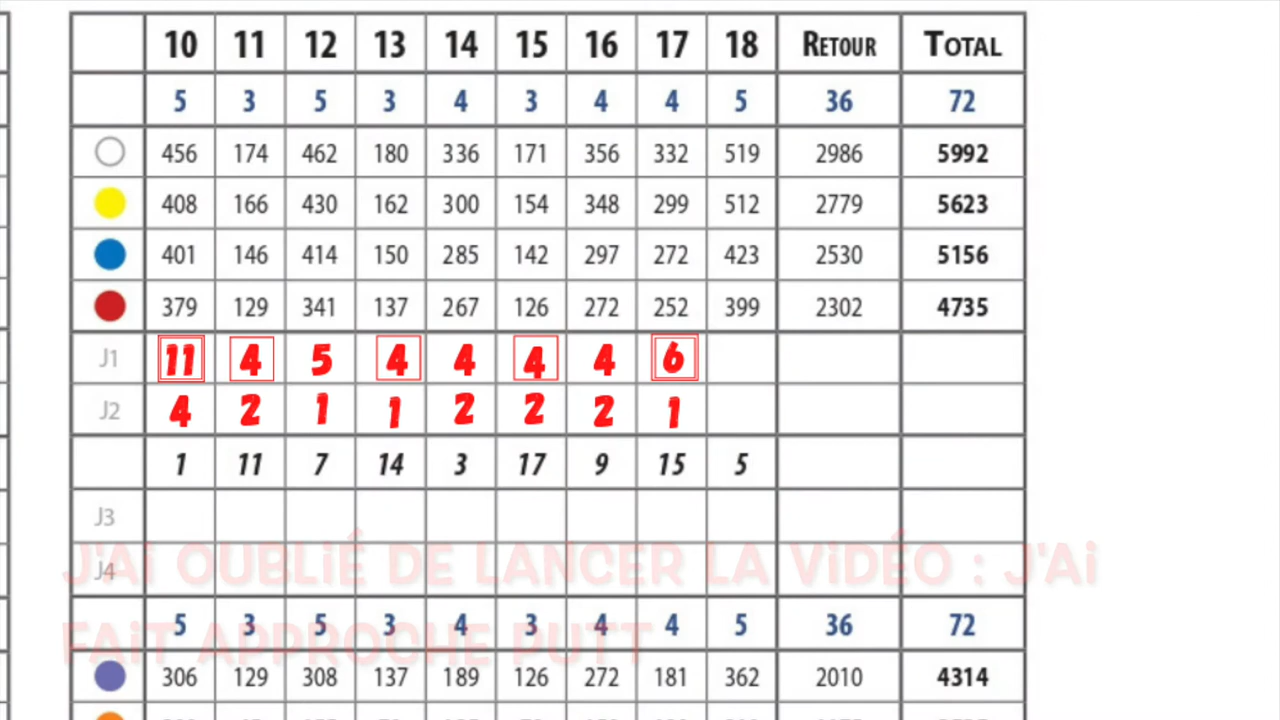 10 11 12 13 14 15 16 17 18 RETOUR TOTAL
5 3 5 3 4 3 4 4 5 36 72
456 174 462 180 336 171 356 332 519 2986 5992
408 166 430 162 300 154 348 299 512 2779 5623
401 146 414 150 285 142 297 272 423 2530 5156
379 129 341 137 267 126 272 252 399 2302 4735
J1 11 4 5 4 4 4 4 6
J2 4 2 1 1 2 2 2 1
1 11 7 14 3 17 9 15 5
J3
J4
J'Ai OUBLiÉ DE LANCER LA ViDÉO : J'Ai
FAiT APPROCHE PUTT
5 3 5 3 4 3 4 4 5 36 72
306 129 308 137 189 126 272 181 362 2010 4314